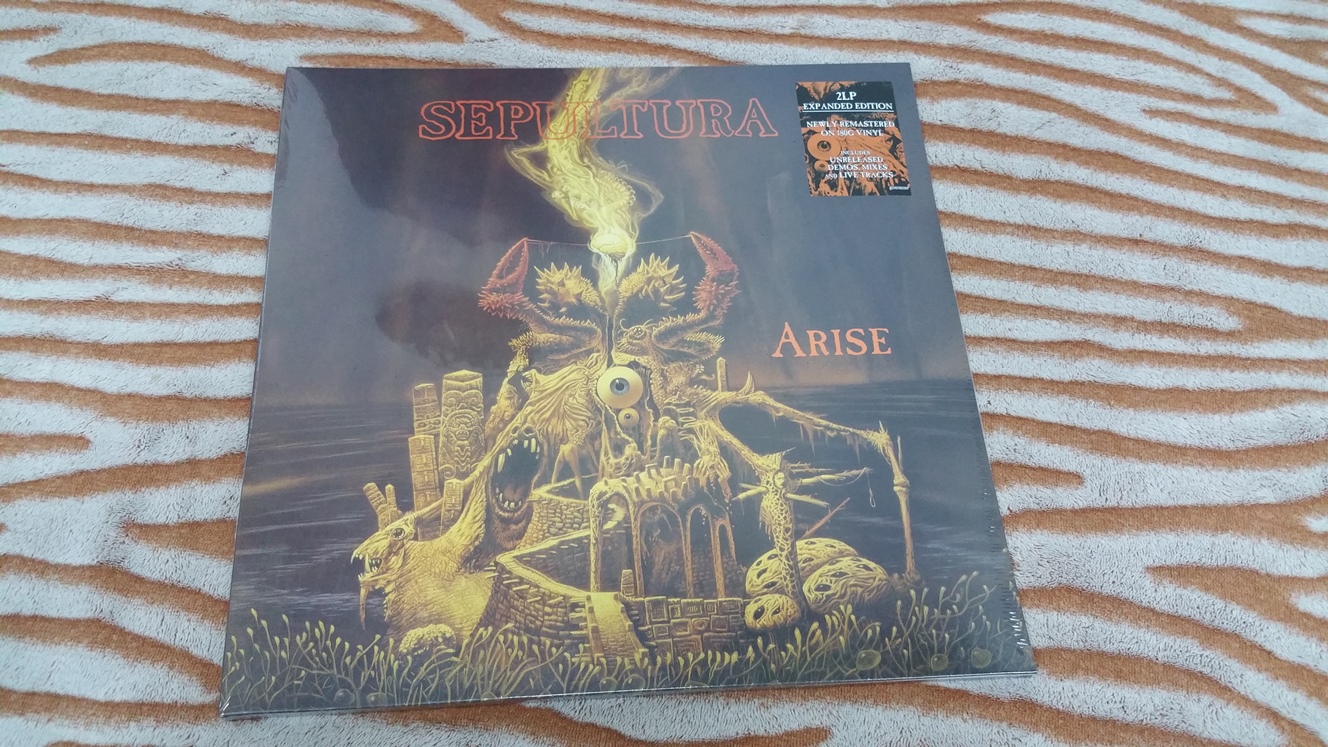 SEPULTURA
2LP
EXPANDED EDITION
NEWLY REMASTERED
ON 180G VINYL
INCLUDES
UNRELEASED
DEMOS, MIXES
AND LIVE TRACKS
ARISE